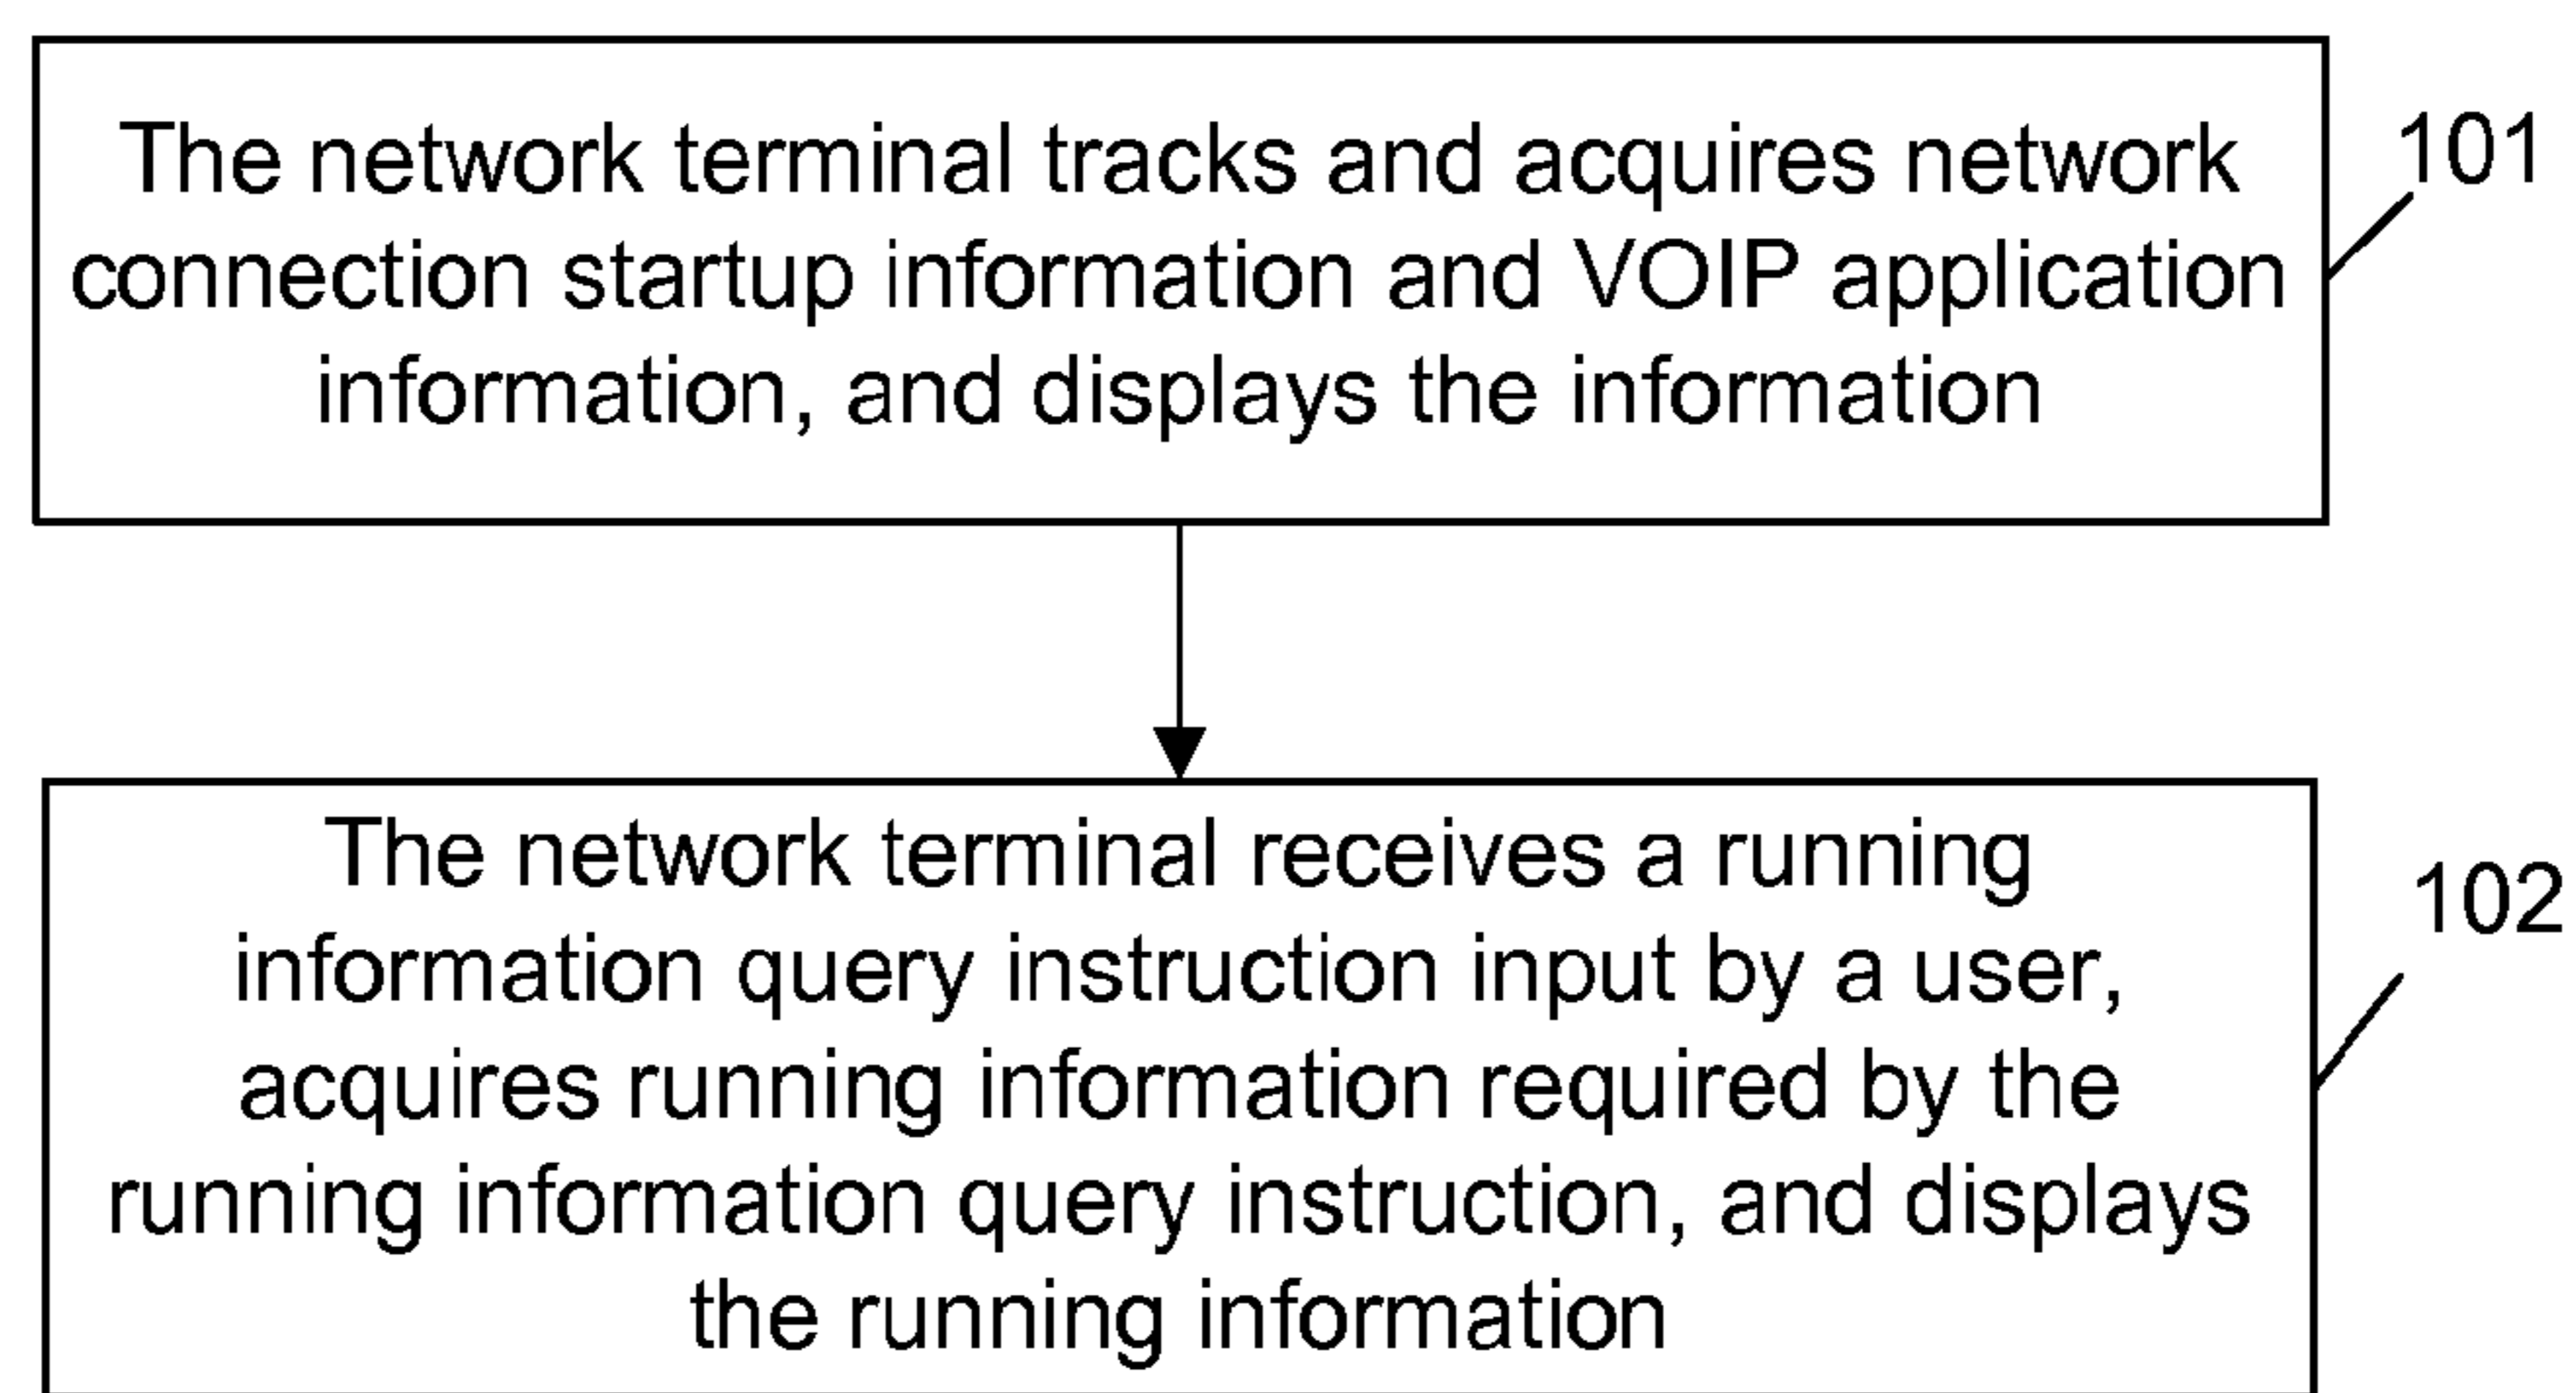 The network terminal tracks and acquires network
connection startup information and VOIP application
information, and displays the information
101
The network terminal receives a running
information query instruction input by a user,
acquires running information required by the
running information query instruction, and displays
the running information
102